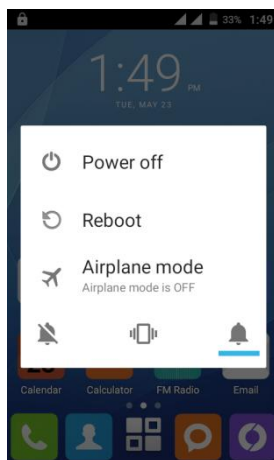 33% 1:49
1:49 PM
TUE, MAY 23
Power off
Reboot
Airplane mode
Airplane mode is OFF
Calendar Calculator FM Radio Email